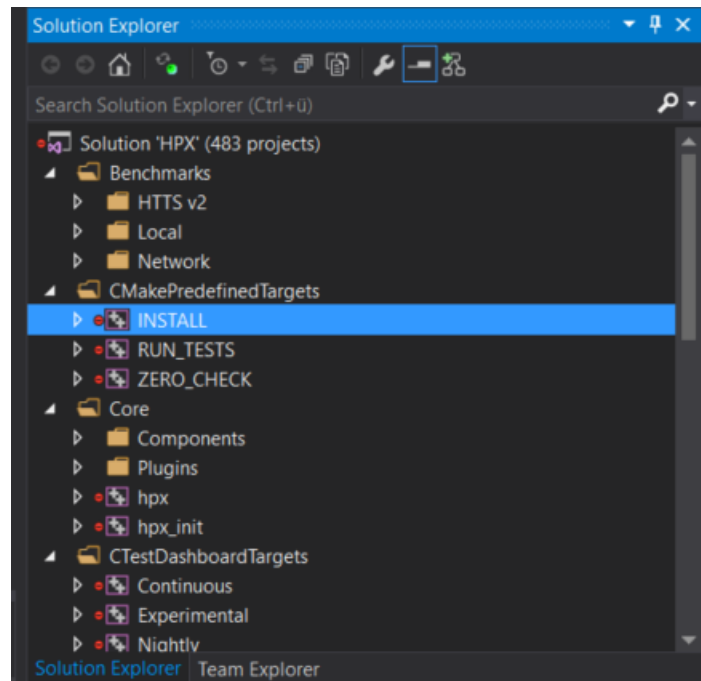 Solution Explorer
Search Solution Explorer (Ctrl+ü)
Solution 'HPX' (483 projects)
Benchmarks
HTTS v2
Local
Network
CMakePredefinedTargets
INSTALL
RUN_TESTS
ZERO_CHECK
Core
Components
Plugins
hpx
hpx_init
CTestDashboardTargets
Continuous
Experimental
Nightly
Solution Explorer Team Explorer